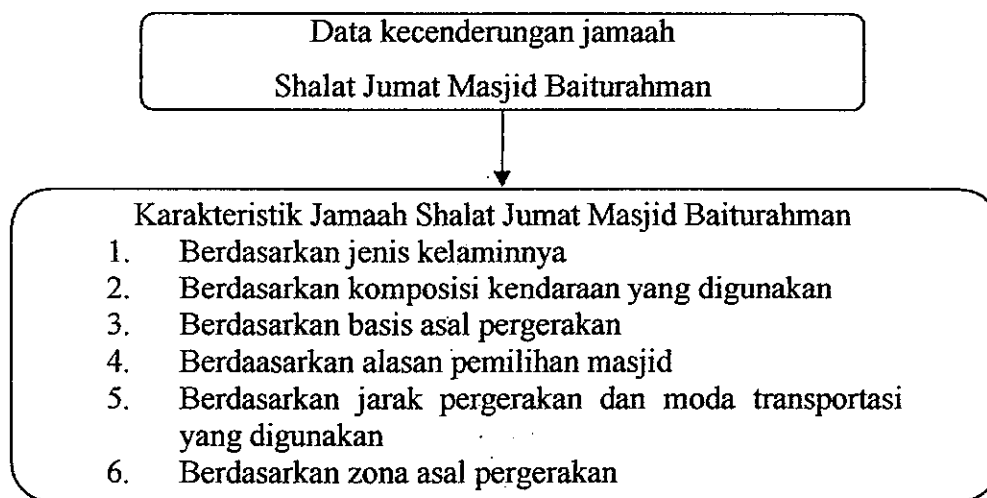 Data kecenderungan jamaah
Shalat Jumat Masjid Baiturahman
Karakteristik Jamaah Shalat Jumat Masjid Baiturahman
1. Berdasarkan jenis kelaminnya
2. Berdasarkan komposisi kendaraan yang digunakan
3. Berdasarkan basis asal pergerakan
4. Berdaasarkan alasan pemilihan masjid
5. Berdasarkan jarak pergerakan dan moda transportasi
yang digunakan
6. Berdasarkan zona asal pergerakan